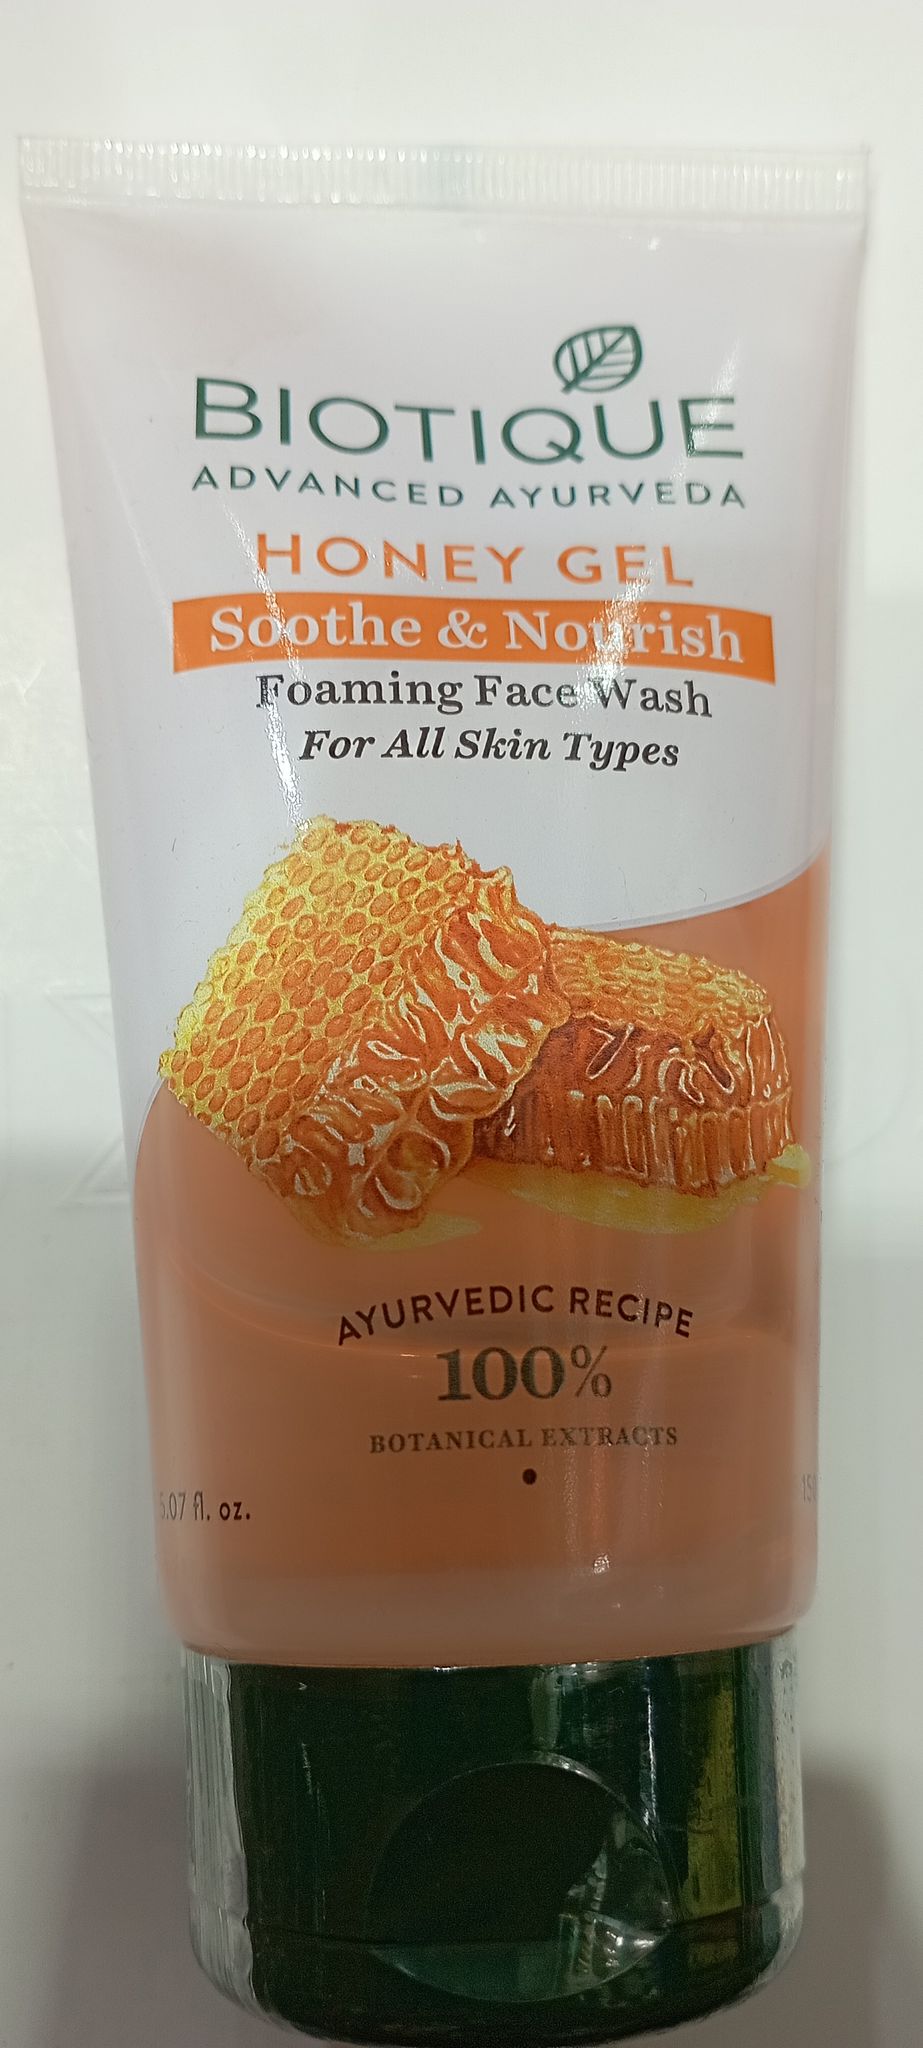 BIOTIQUE
ADVANCED AYURVEDA
HONEY GEL
Soothe & Nourish
Foaming Face Wash
For All Skin Types
AYURVEDIC RECIPE
100%
BOTANICAL EXTRACTS
fl. oz.